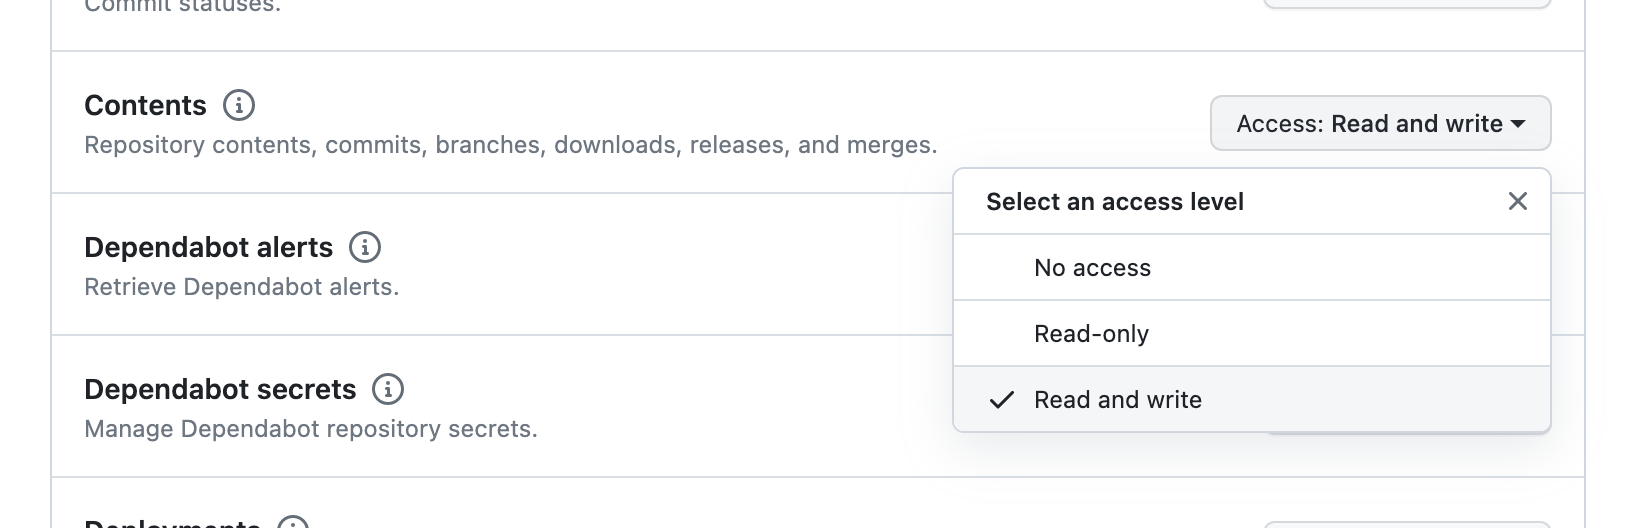 Commit statuses.
Contents
Repository contents, commits, branches, downloads, releases, and merges.
Access: Read and write
Select an access level
No access
Read-only
Read and write
Dependabot alerts
Retrieve Dependabot alerts.
Dependabot secrets
Manage Dependabot repository secrets.
Deployments